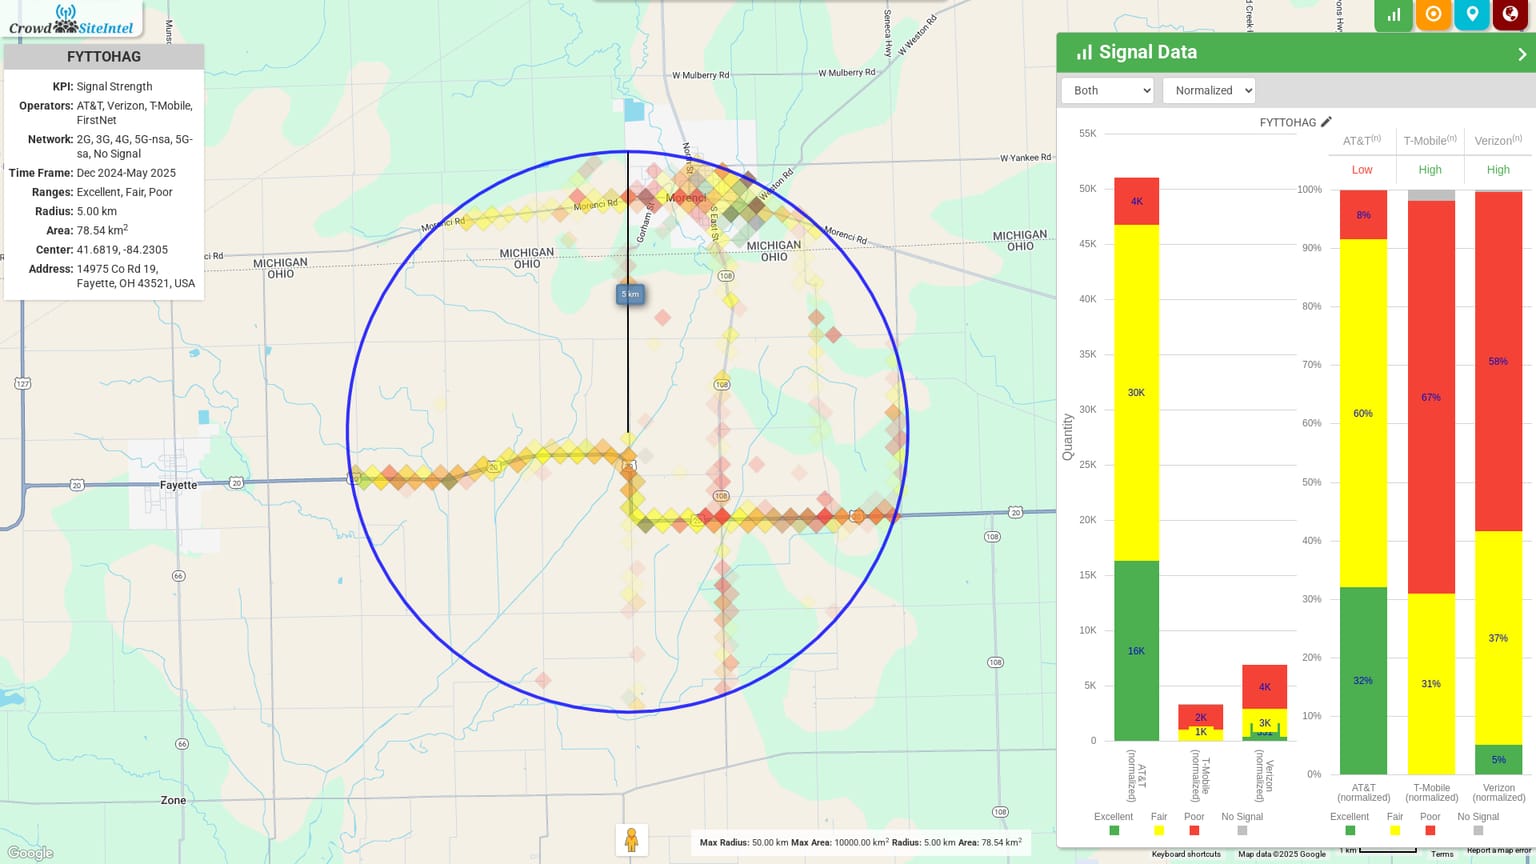 Crowd SiteIntel
FYTTOHAG
KPI: Signal Strength
Operators: AT&T, Verizon, T-Mobile,
FirstNet
Network: 2G, 3G, 4G, 5G-nsa, 5G-
sa, No Signal
Time Frame: Dec 2024-May 2025
Ranges: Excellent, Fair, Poor
Radius: 5.00 km
Area: 78.54 km2
Center: 41.6819, -84.2305
Address: 14975 Co Rd 19,
Fayette, OH 43521, USA
Seneca Hwy
W Weston Rd
W Mulberry Rd
W Mulberry Rd
W Yankee Rd
Weston Rd
Morenci Rd
Morenci Rd
Morenci
Gorham St
S East St
Morenci Rd
ci Rd
MICHIGAN
OHIO
MICHIGAN
OHIO
MICHIGAN
OHIO
MICHIGAN
OHIO
5 km
108
127
108
20
20
20
20
Fayette
108
20
20
108
66
108
66
108
Zone
Google
Max Radius: 50.00 km Max Area: 10000.00 km2 Radius: 5.00 km Area: 78.54 km2
Signal Data
Both
Normalized
FYTTOHAG
55K
50K
45K
40K
35K
30K
25K
20K
15K
10K
5K
0
Quantity
4K
30K
16K
2K
1K
4K
3K
AT&T
(normalized)
T-Mobile
(normalized)
Verizon
(normalized)
Excellent
Fair
Poor
No Signal
AT&T(n)
T-Mobile(n)
Verizon(n)
Low
High
High
100%
90%
80%
70%
60%
50%
40%
30%
20%
10%
0%
8%
60%
32%
67%
31%
58%
37%
5%
AT&T
(normalized)
T-Mobile
(normalized)
Verizon
(normalized)
Excellent
Fair
Poor
No Signal
Keyboard shortcuts
Map data ©2025 Google
1 km
Terms
Report a map error